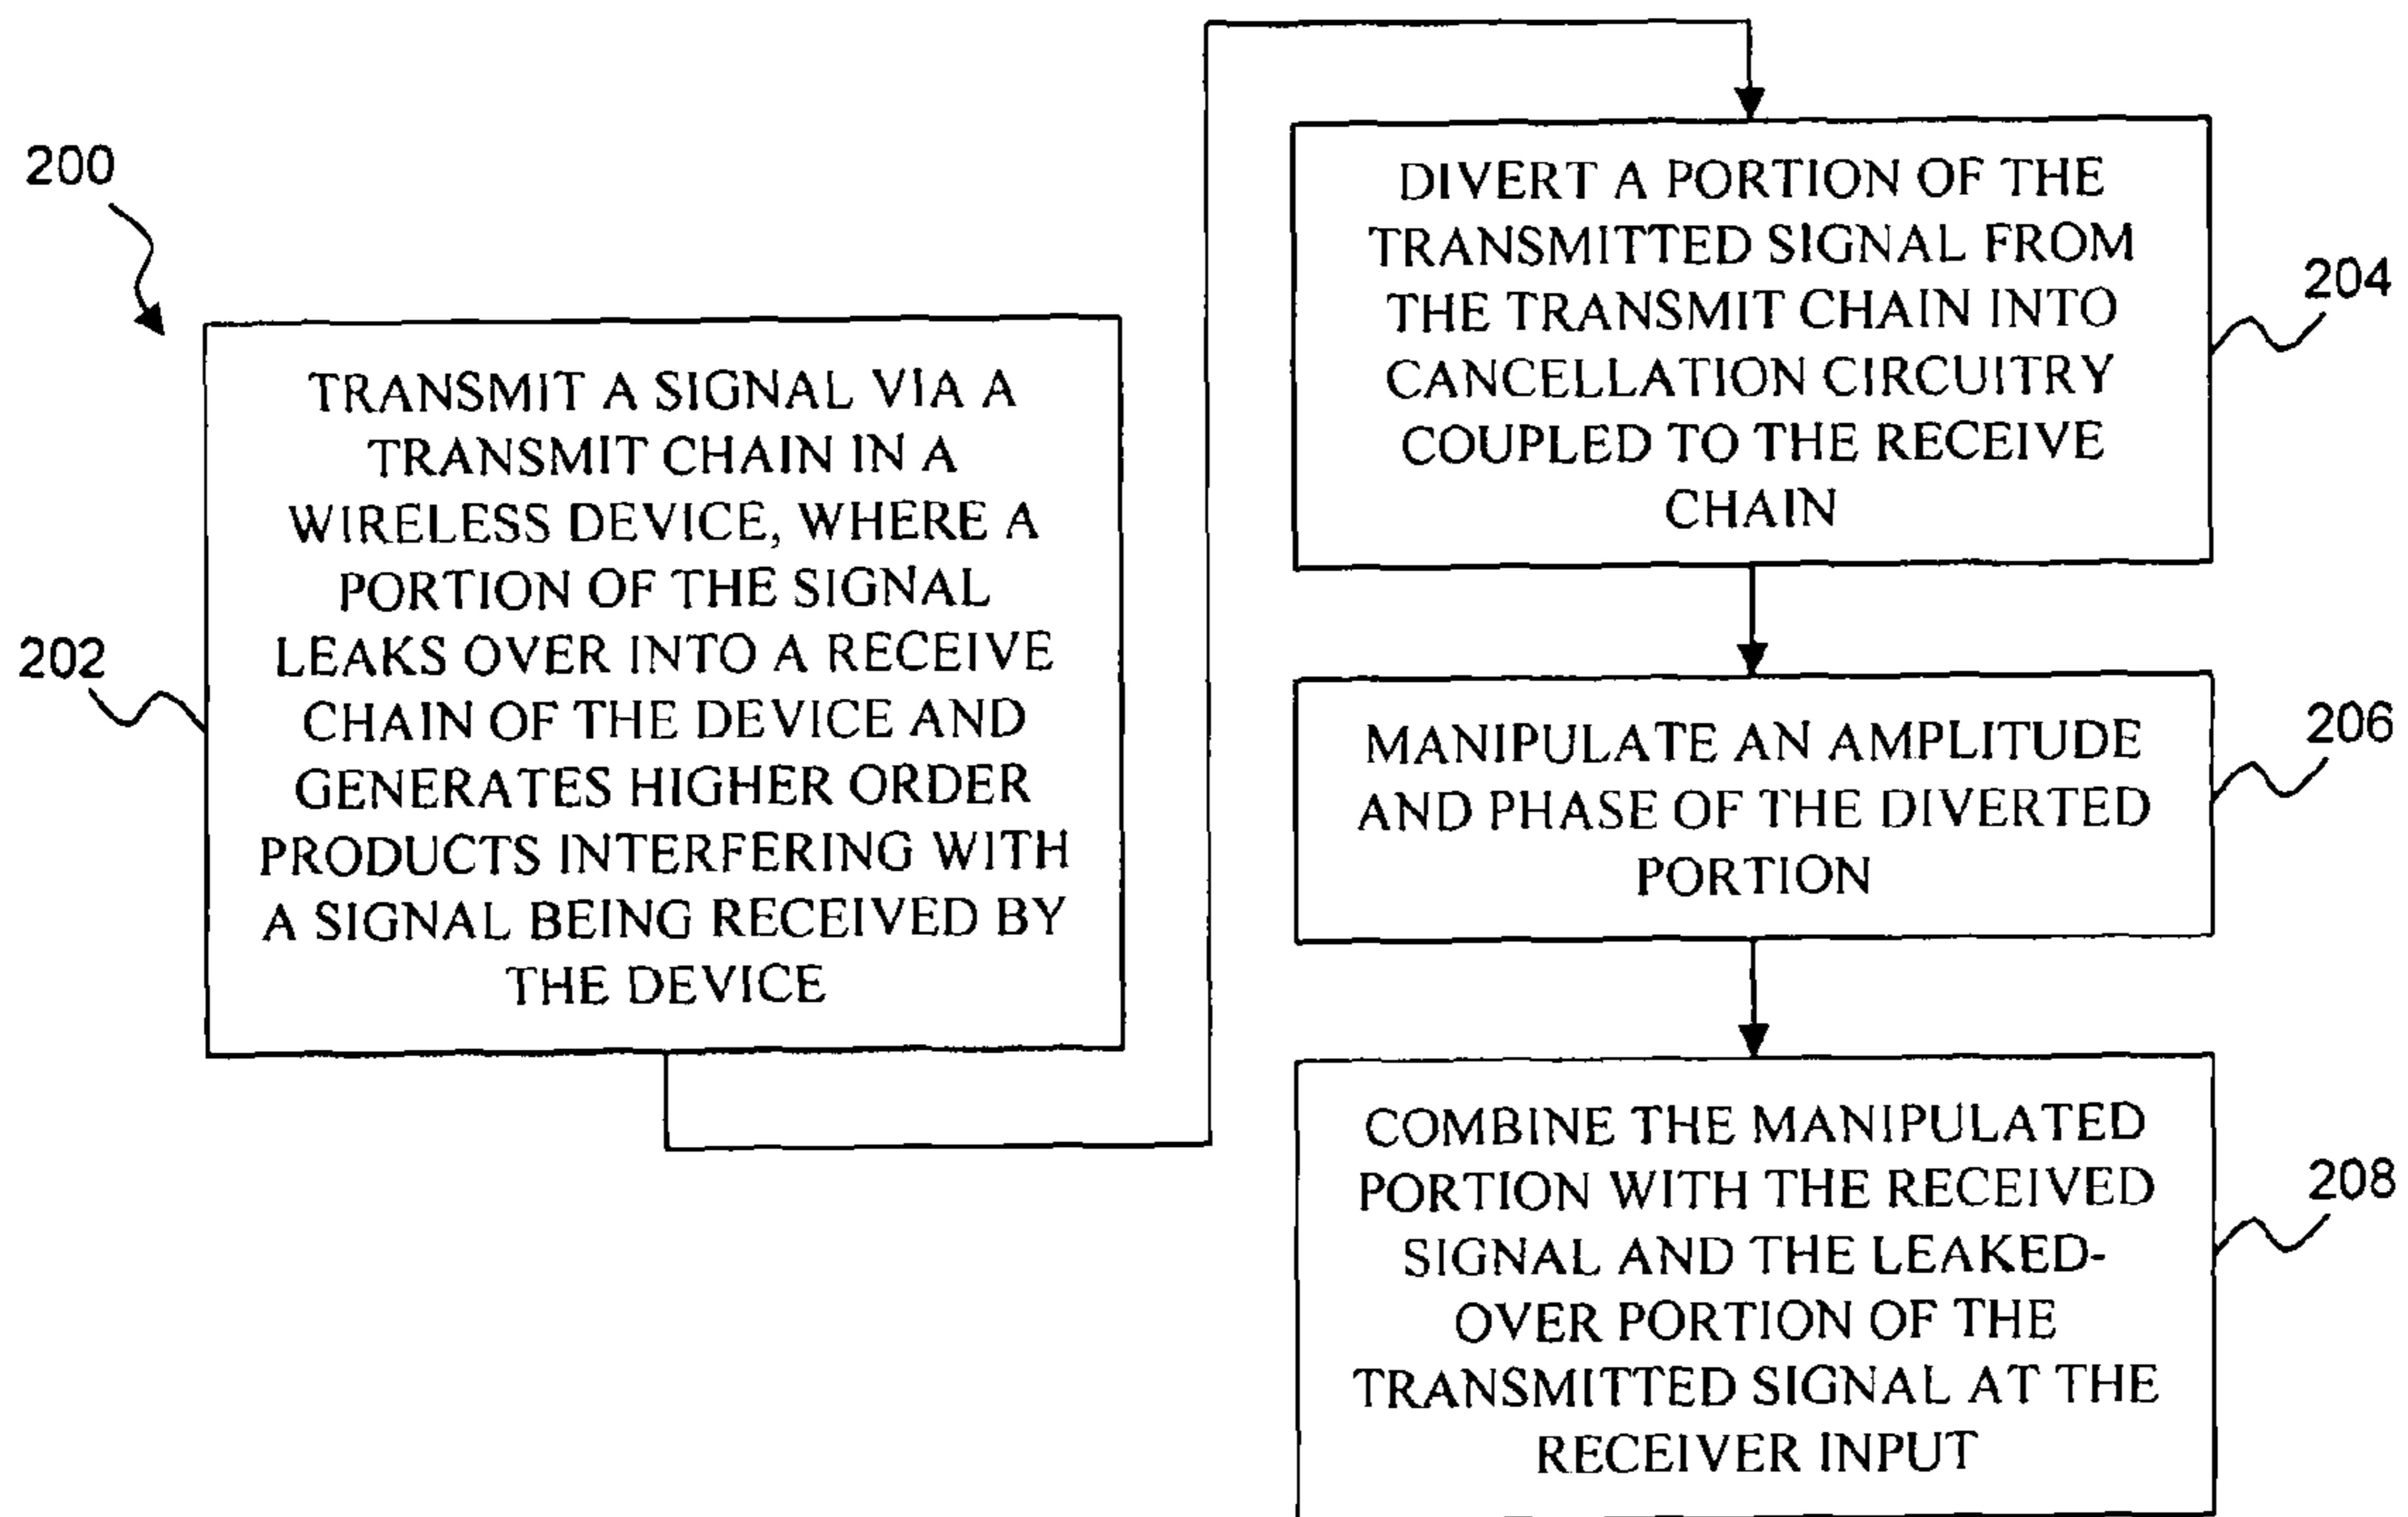 200
202
TRANSMIT A SIGNAL VIA A
TRANSMIT CHAIN IN A
WIRELESS DEVICE, WHERE A
PORTION OF THE SIGNAL
LEAKS OVER INTO A RECEIVE
CHAIN OF THE DEVICE AND
GENERATES HIGHER ORDER
PRODUCTS INTERFERING WITH
A SIGNAL BEING RECEIVED BY
THE DEVICE
204
DIVERT A PORTION OF THE
TRANSMITTED SIGNAL FROM
THE TRANSMIT CHAIN INTO
CANCELLATION CIRCUITRY
COUPLED TO THE RECEIVE
CHAIN
206
MANIPULATE AN AMPLITUDE
AND PHASE OF THE DIVERTED
PORTION
208
COMBINE THE MANIPULATED
PORTION WITH THE RECEIVED
SIGNAL AND THE LEAKED-
OVER PORTION OF THE
TRANSMITTED SIGNAL AT THE
RECEIVER INPUT